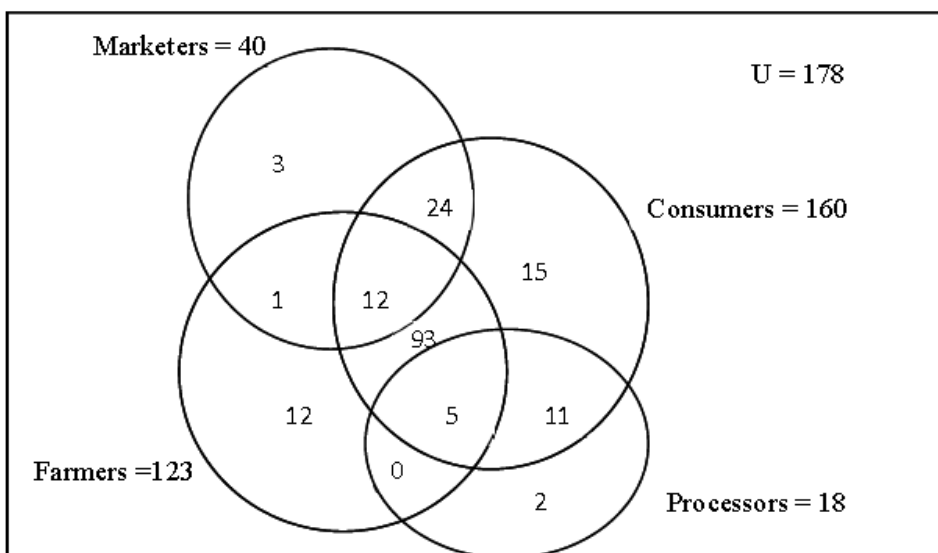 Marketers = 40
U = 178
3
24
Consumers = 160
15
1
12
93
12
5
11
Farmers =123
0
2
Processors = 18